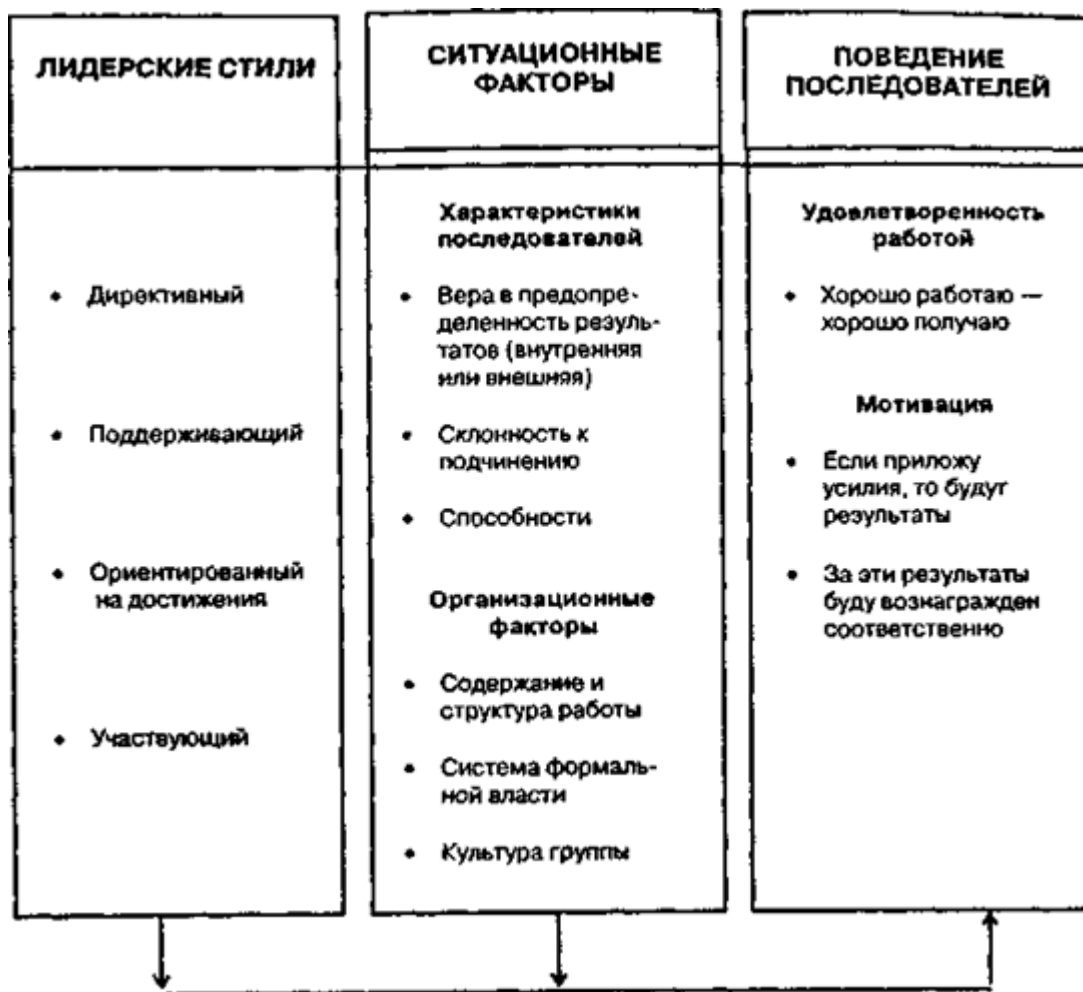 ЛИДЕРСКИЕ СТИЛИ
Директивный
Поддерживающий
Ориентированный
на достижения
Участвующий
СИТУАЦИОННЫЕ
ФАКТОРЫ
Характеристики
последователей
Вера в предопре-
деленность резуль-
татов (внутренняя
или внешняя)
Склонность к
подчинению
Способности
Организационные
факторы
Содержание и
структура работы
Система формаль-
ной власти
Культура группы
ПОВЕДЕНИЕ
ПОСЛЕДОВАТЕЛЕЙ
Удовлетворенность
работой
Хорошо работаю —
хорошо получаю
Мотивация
Если приложу
усилия, то будут
результаты
За эти результаты
буду вознагражден
соответственно